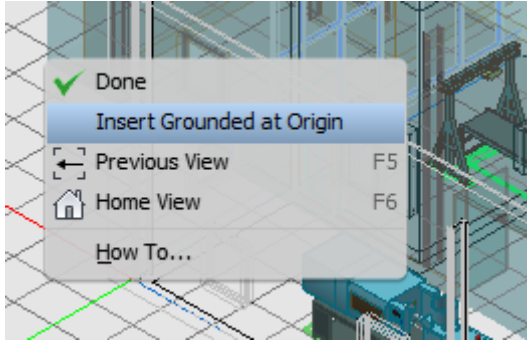 Done
Insert Grounded at Origin
Previous View F5
Home View F6
How To...